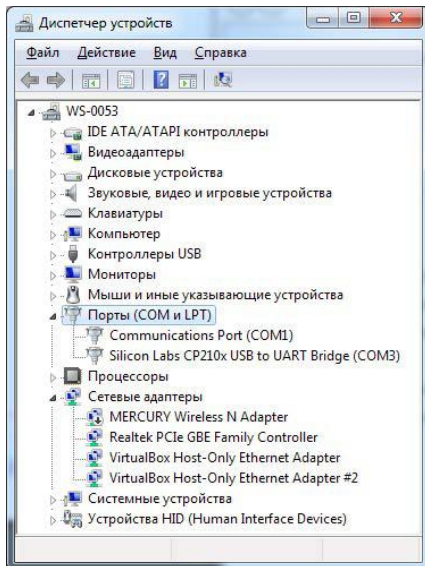 Диспетчер устройств
Файл Действие Вид Справка
WS-0053
IDE ATA/ATAPI контроллеры
Видеоадаптеры
Дисковые устройства
Звуковые, видео и игровые устройства
Клавиатуры
Компьютер
Контроллеры USB
Мониторы
Мыши и иные указывающие устройства
Порты (COM и LPT)
Communications Port (COM1)
Silicon Labs CP210x USB to UART Bridge (COM3)
Процессоры
Сетевые адаптеры
MERCURY Wireless N Adapter
Realtek PCIe GBE Family Controller
VirtualBox Host-Only Ethernet Adapter
VirtualBox Host-Only Ethernet Adapter #2
Системные устройства
Устройства HID (Human Interface Devices)